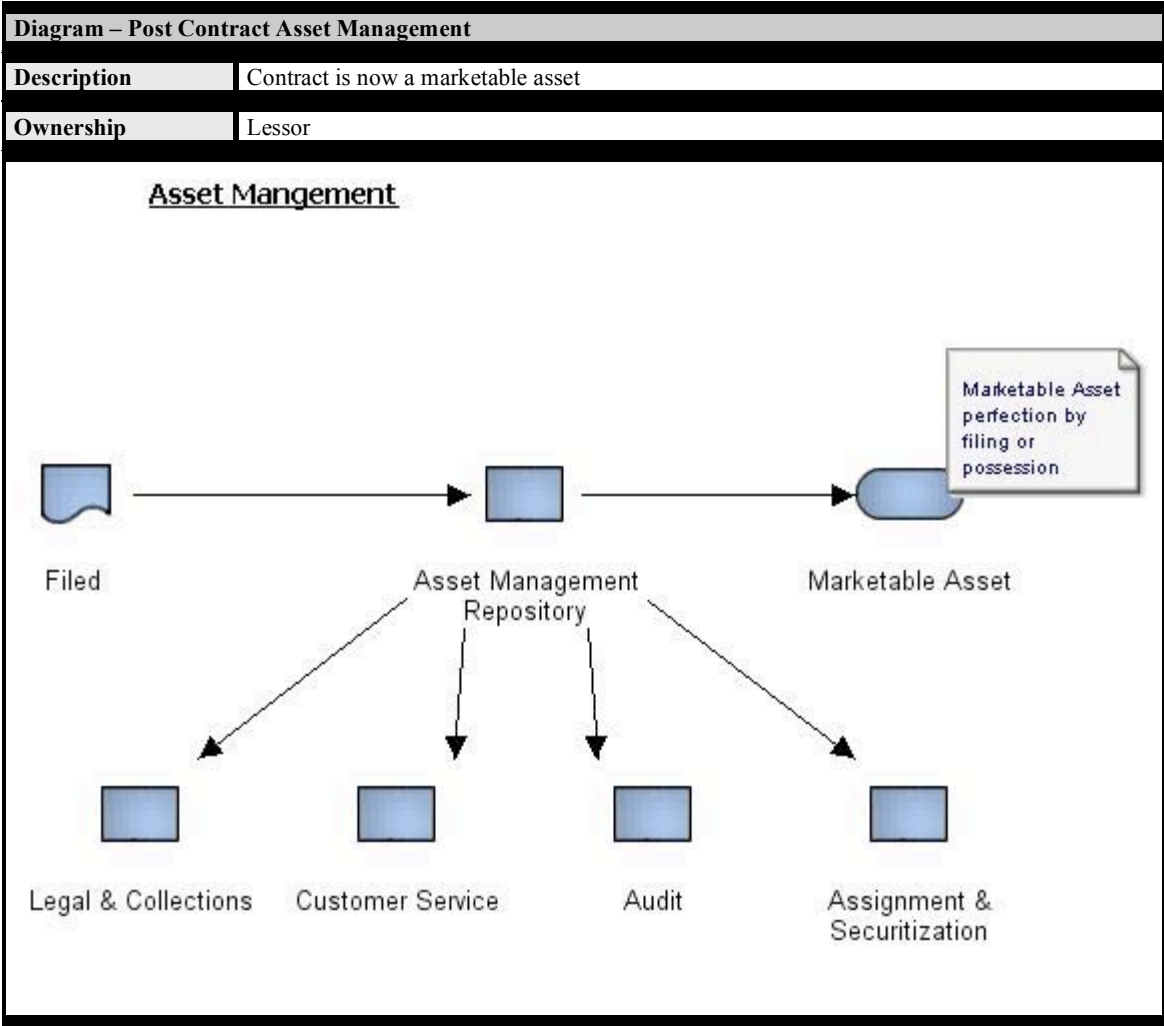 Diagram – Post Contract Asset Management
Description Contract is now a marketable asset
Ownership Lessor
Asset Mangement
Marketable Asset
perfection by
filing or
possession
Filed
Asset Management
Repository
Marketable Asset
Legal & Collections
Customer Service
Audit
Assignment &
Securitization